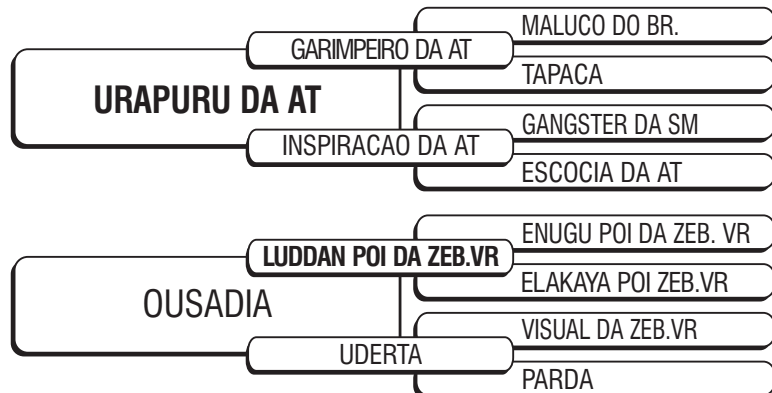 MALUCO DO BR.
GARIMPEIRO DA AT
TAPACA
URAPURU DA AT
GANGSTER DA SM
INSPIRACAO DA AT
ESCOCIA DA AT
ENUGU POI DA ZEB. VR
LUDDAN POI DA ZEB.VR
ELAKAYA POI ZEB.VR
OUSADIA
VISUAL DA ZEB.VR
UDERTA
PARDA